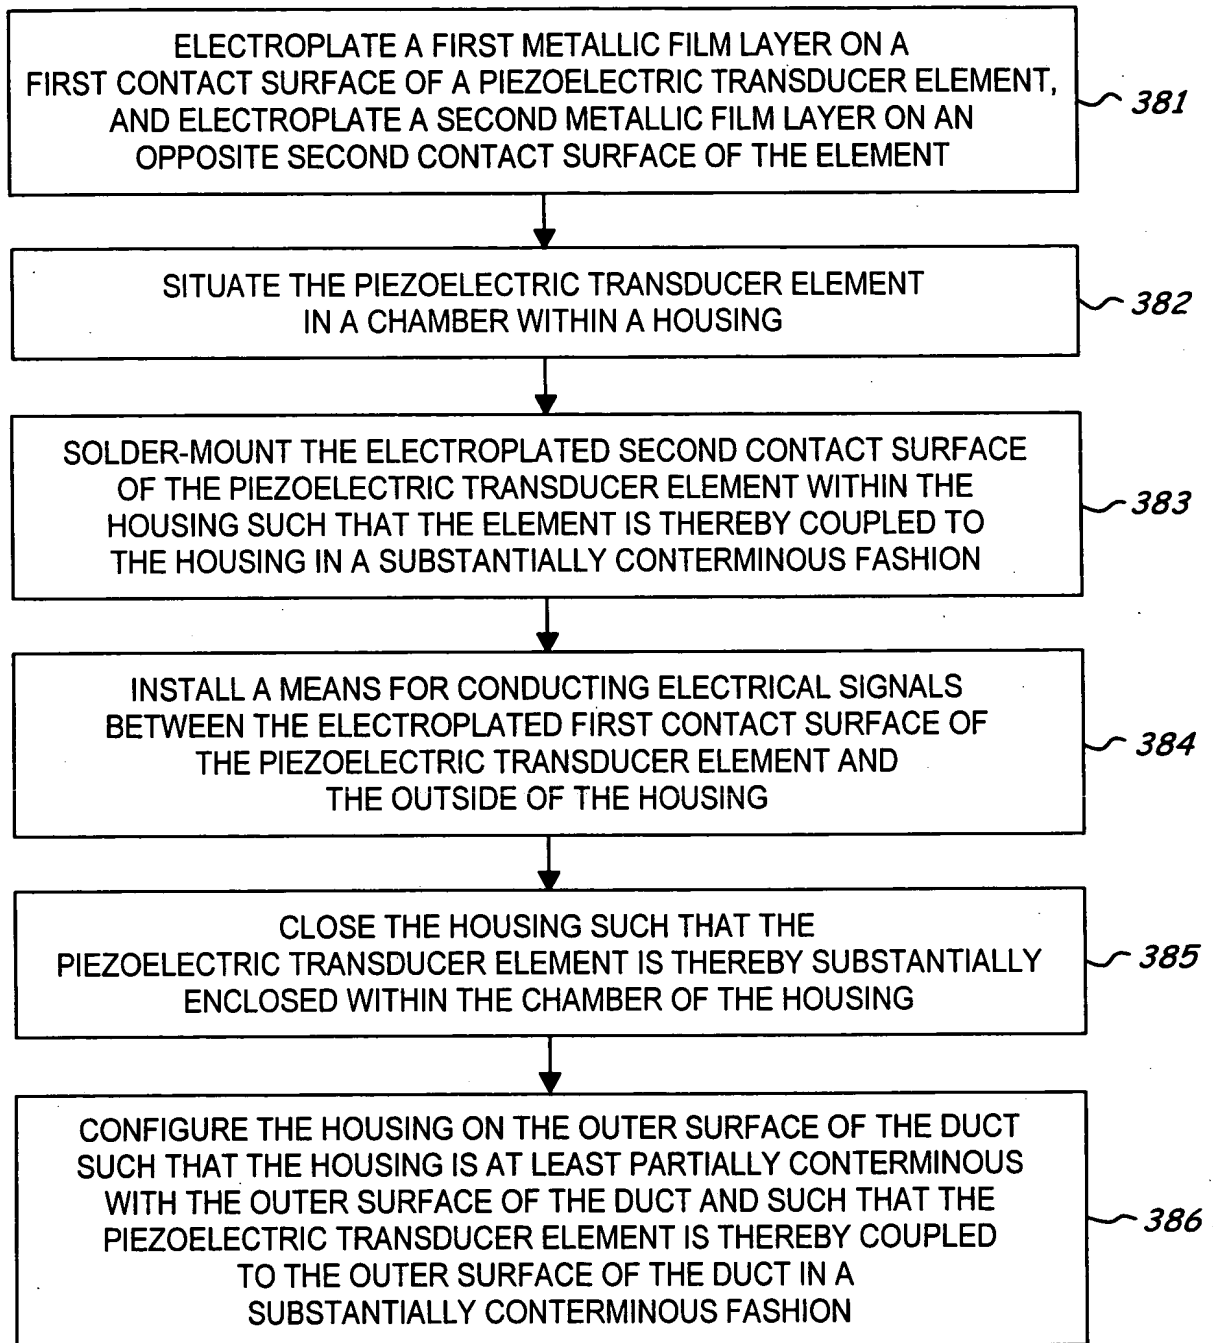 ELECTROPLATE A FIRST METALLIC FILM LAYER ON A
FIRST CONTACT SURFACE OF A PIEZOELECTRIC TRANSDUCER ELEMENT,
AND ELECTROPLATE A SECOND METALLIC FILM LAYER ON AN
OPPOSITE SECOND CONTACT SURFACE OF THE ELEMENT
381
SITUATE THE PIEZOELECTRIC TRANSDUCER ELEMENT
IN A CHAMBER WITHIN A HOUSING
382
SOLDER-MOUNT THE ELECTROPLATED SECOND CONTACT SURFACE
OF THE PIEZOELECTRIC TRANSDUCER ELEMENT WITHIN THE
HOUSING SUCH THAT THE ELEMENT IS THEREBY COUPLED TO
THE HOUSING IN A SUBSTANTIALLY CONTERMINOUS FASHION
383
INSTALL A MEANS FOR CONDUCTING ELECTRICAL SIGNALS
BETWEEN THE ELECTROPLATED FIRST CONTACT SURFACE OF
THE PIEZOELECTRIC TRANSDUCER ELEMENT AND
THE OUTSIDE OF THE HOUSING
384
CLOSE THE HOUSING SUCH THAT THE
PIEZOELECTRIC TRANSDUCER ELEMENT IS THEREBY SUBSTANTIALLY
ENCLOSED WITHIN THE CHAMBER OF THE HOUSING
385
CONFIGURE THE HOUSING ON THE OUTER SURFACE OF THE DUCT
SUCH THAT THE HOUSING IS AT LEAST PARTIALLY CONTERMINOUS
WITH THE OUTER SURFACE OF THE DUCT AND SUCH THAT THE
PIEZOELECTRIC TRANSDUCER ELEMENT IS THEREBY COUPLED
TO THE OUTER SURFACE OF THE DUCT IN A
SUBSTANTIALLY CONTERMINOUS FASHION
386